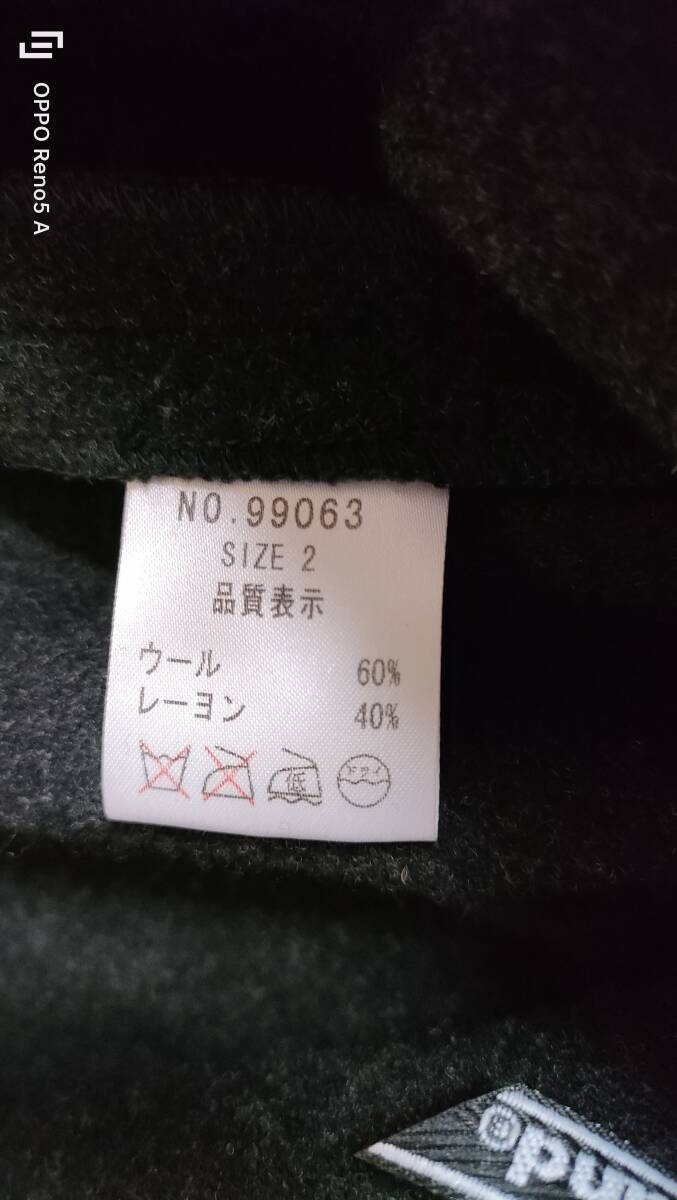 OPPO Reno5 A
NO.99063
SIZE 2
品質表示
ウール 60%
レーヨン 40%
低
ドライ